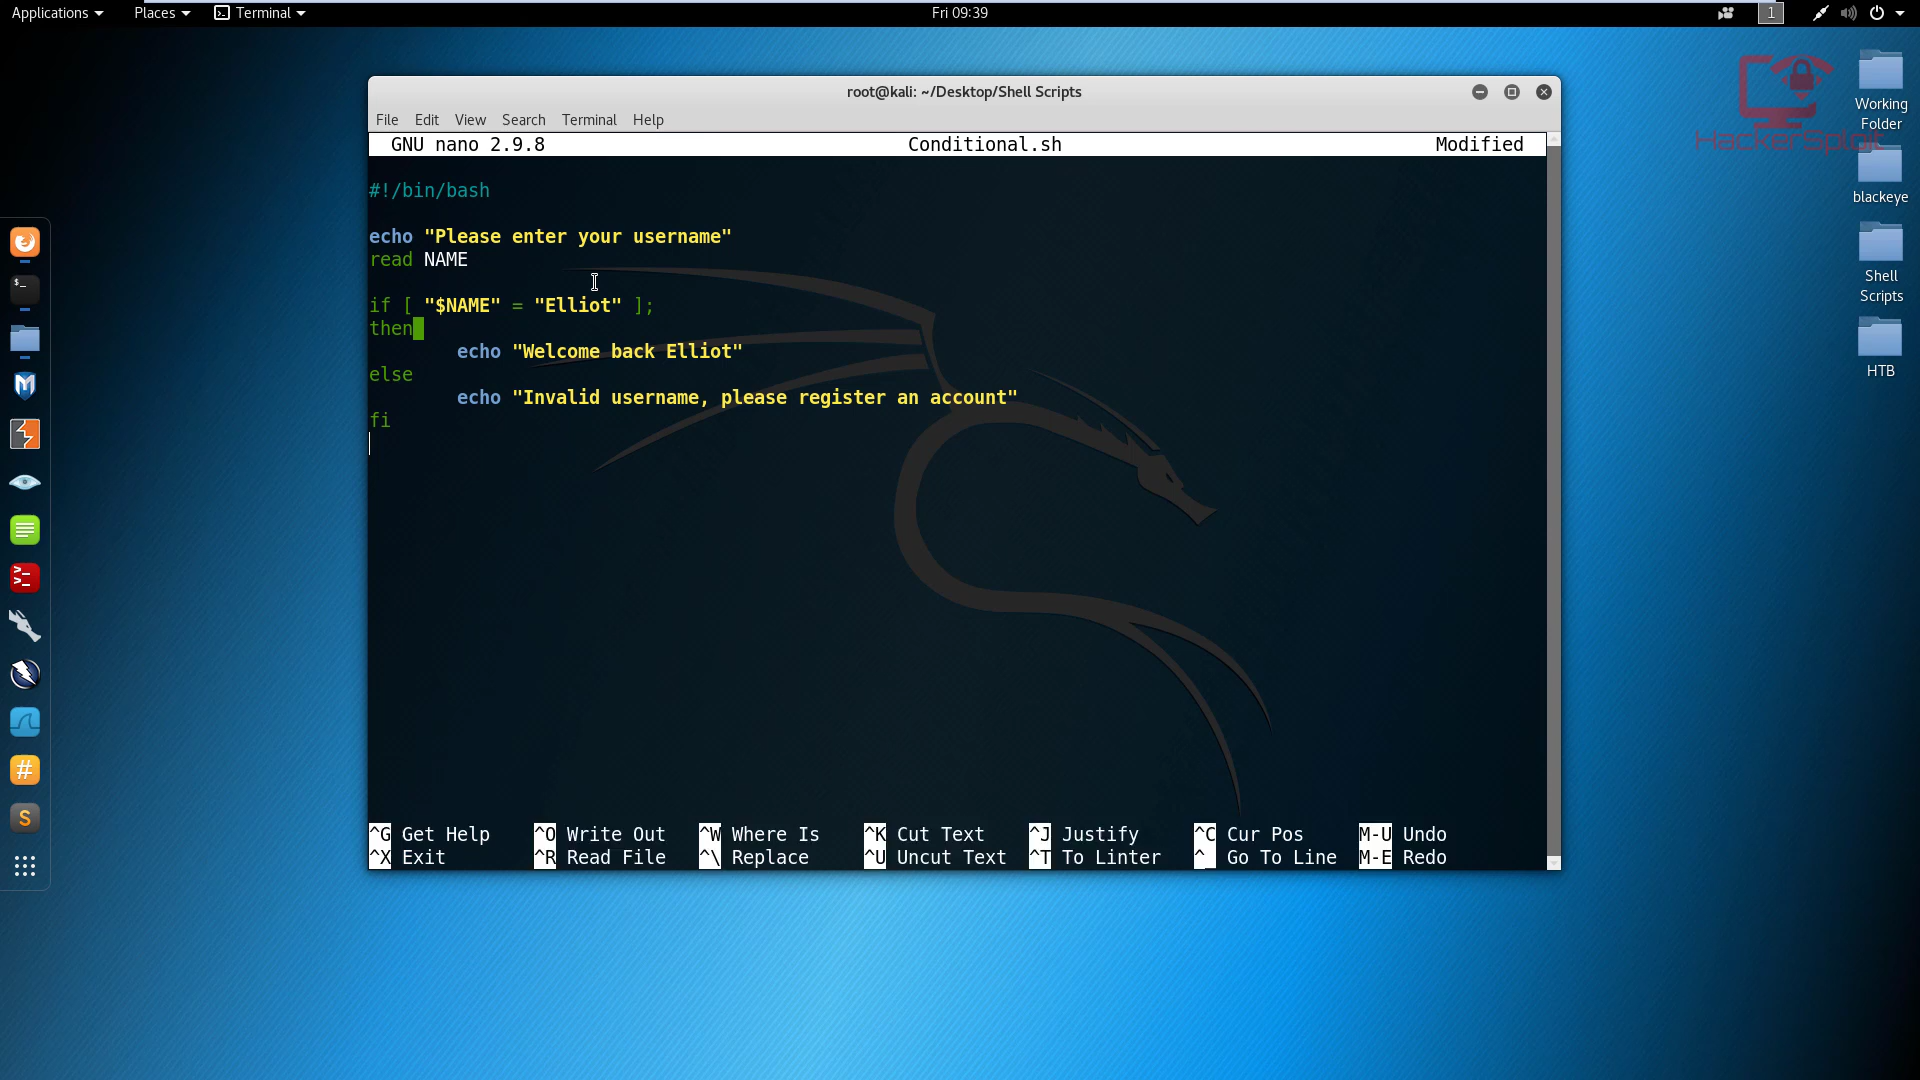 Applications Places Terminal Fri 09:39 1
root@kali: ~/Desktop/Shell Scripts
File Edit View Search Terminal Help
GNU nano 2.9.8 Conditional.sh Modified
#!/bin/bash
echo "Please enter your username"
read NAME
if [ "$NAME" = "Elliot" ];
then
echo "Welcome back Elliot"
else
echo "Invalid username, please register an account"
fi
^G Get Help ^O Write Out ^W Where Is ^K Cut Text ^J Justify ^C Cur Pos M-U Undo
^X Exit ^R Read File ^\ Replace ^U Uncut Text ^T To Linter ^ Go To Line M-E Redo
HackerSploit
Working
Folder
blackeye
Shell
Scripts
HTB